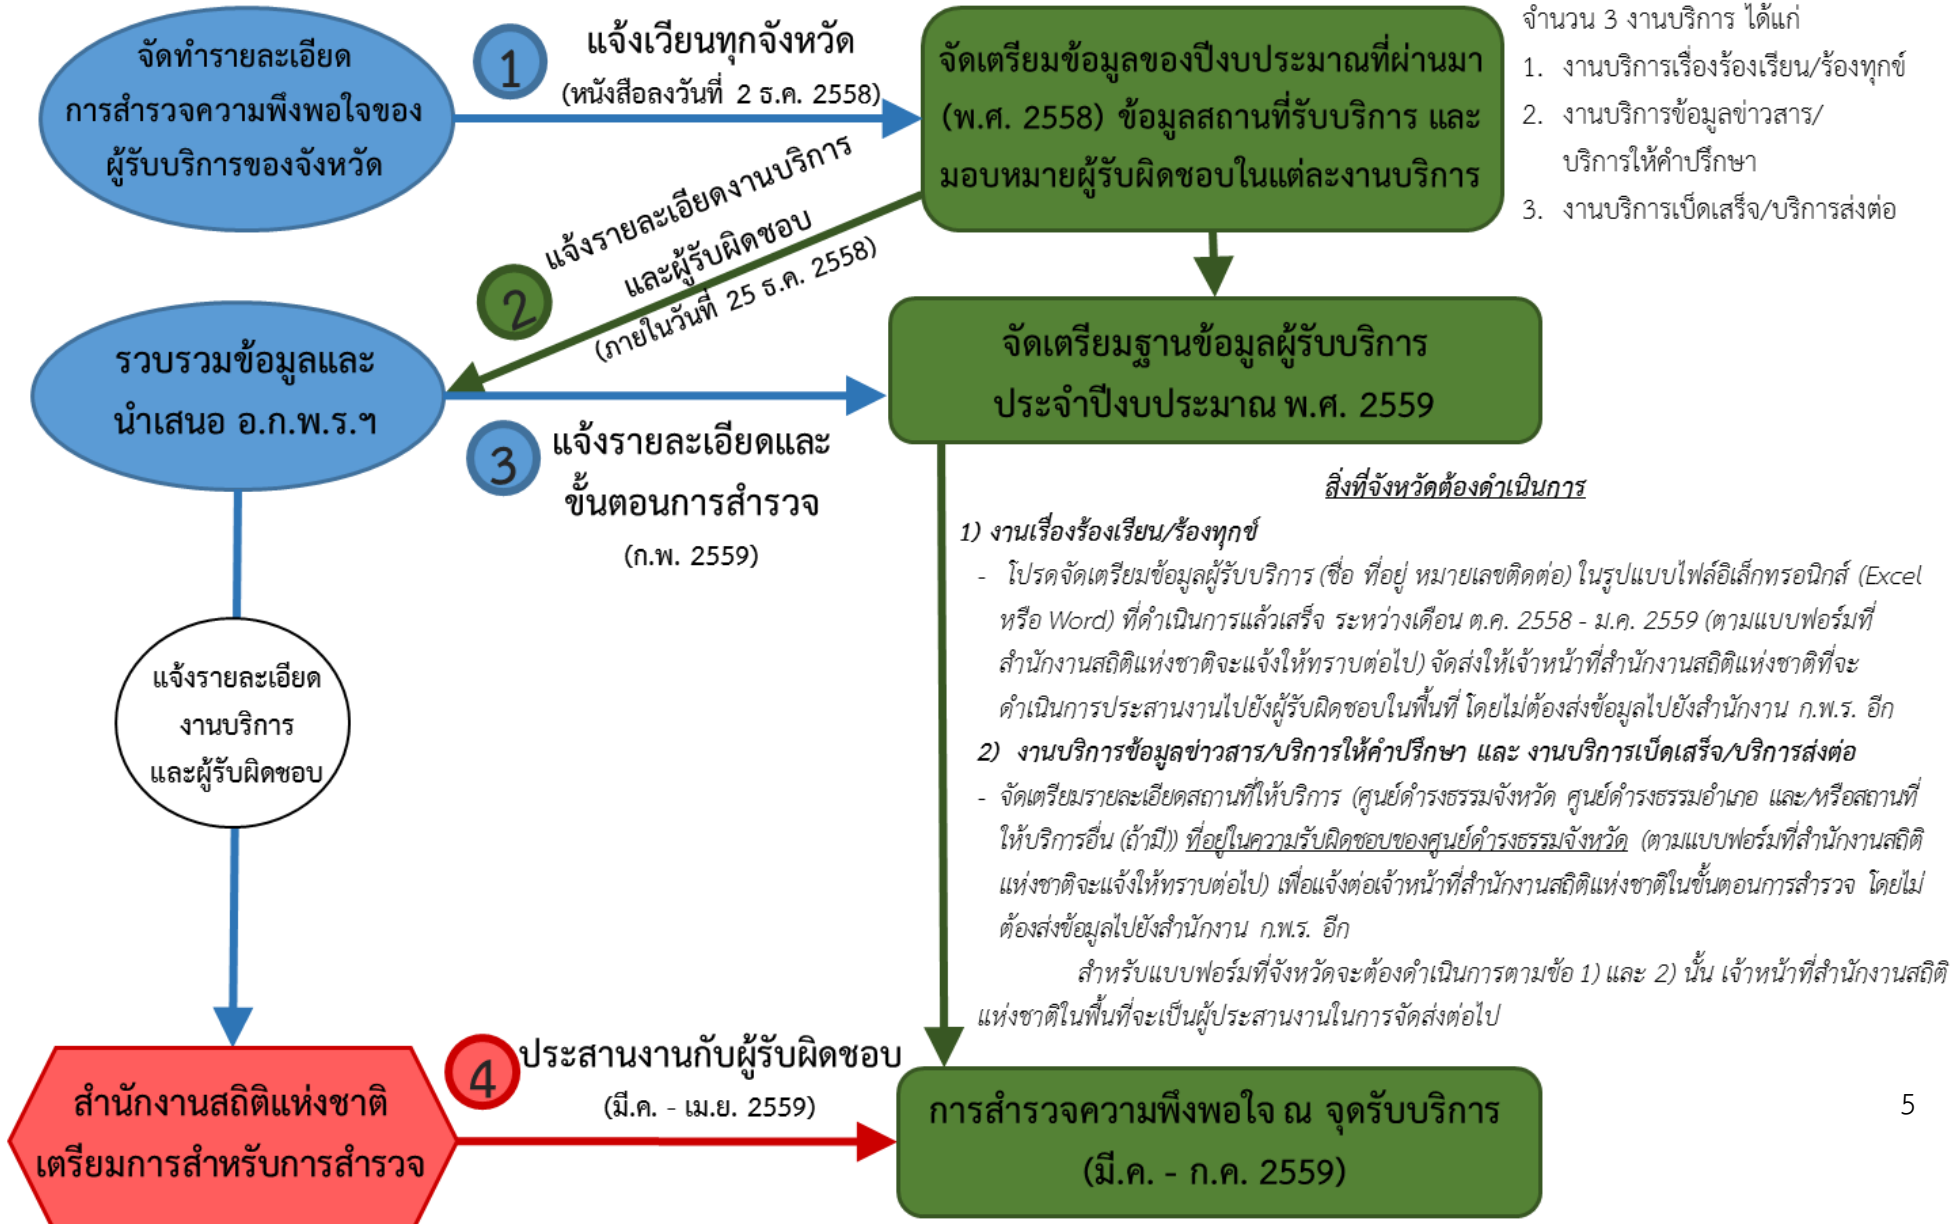 จัดทำรายละเอียด
การสำรวจความพึงพอใจของ
ผู้รับบริการของจังหวัด
1
แจ้งเวียนทุกจังหวัด
(หนังสือลงวันที่ 2 ธ.ค. 2558)
จัดเตรียมข้อมูลของปีงบประมาณที่ผ่านมา
(พ.ศ. 2558) ข้อมูลสถานที่รับบริการ และ
มอบหมายผู้รับผิดชอบในแต่ละงานบริการ
จำนวน 3 งานบริการ ได้แก่
1. งานบริการเรื่องร้องเรียน/ร้องทุกข์
2. งานบริการข้อมูลข่าวสาร/
บริการให้คำปรึกษา
3. งานบริการเบ็ดเสร็จ/บริการส่งต่อ
2
แจ้งรายละเอียดงานบริการ
และผู้รับผิดชอบ
(ภายในวันที่ 25 ธ.ค. 2558)
รวบรวมข้อมูลและ
นำเสนอ อ.ก.พ.ร.ฯ
3
แจ้งรายละเอียดและ
ขั้นตอนการสำรวจ
(ก.พ. 2559)
จัดเตรียมฐานข้อมูลผู้รับบริการ
ประจำปีงบประมาณ พ.ศ. 2559
สิ่งที่จังหวัดต้องดำเนินการ
1) งานเรื่องร้องเรียน/ร้องทุกข์
- โปรดจัดเตรียมข้อมูลผู้รับบริการ (ชื่อ ที่อยู่ หมายเลขติดต่อ) ในรูปแบบไฟล์อิเล็กทรอนิกส์ (Excel
หรือ Word) ที่ดำเนินการแล้วเสร็จ ระหว่างเดือน ต.ค. 2558 - ม.ค. 2559 (ตามแบบฟอร์มที่
สำนักงานสถิติแห่งชาติจะแจ้งให้ทราบต่อไป) จัดส่งให้เจ้าหน้าที่สำนักงานสถิติแห่งชาติที่จะ
ดำเนินการประสานงานไปยังผู้รับผิดชอบในพื้นที่ โดยไม่ต้องส่งข้อมูลไปยังสำนักงาน ก.พ.ร. อีก
2) งานบริการข้อมูลข่าวสาร/บริการให้คำปรึกษา และ งานบริการเบ็ดเสร็จ/บริการส่งต่อ
- จัดเตรียมรายละเอียดสถานที่ให้บริการ (ศูนย์ดำรงธรรมจังหวัด ศูนย์ดำรงธรรมอำเภอ และ/หรือสถานที่
ให้บริการอื่น (ถ้ามี)) ที่อยู่ในความรับผิดชอบของศูนย์ดำรงธรรมจังหวัด (ตามแบบฟอร์มที่สำนักงานสถิติ
แห่งชาติจะแจ้งให้ทราบต่อไป) เพื่อแจ้งต่อเจ้าหน้าที่สำนักงานสถิติแห่งชาติในขั้นตอนการสำรวจ โดยไม่
ต้องส่งข้อมูลไปยังสำนักงาน ก.พ.ร. อีก
สำหรับแบบฟอร์มที่จังหวัดจะต้องดำเนินการตามข้อ 1) และ 2) นั้น เจ้าหน้าที่สำนักงานสถิติ
แห่งชาติในพื้นที่จะเป็นผู้ประสานงานในการจัดส่งต่อไป
แจ้งรายละเอียด
งานบริการ
และผู้รับผิดชอบ
สำนักงานสถิติแห่งชาติ
เตรียมการสำหรับการสำรวจ
4
ประสานงานกับผู้รับผิดชอบ
(มี.ค. - เม.ย. 2559)
การสำรวจความพึงพอใจ ณ จุดรับบริการ
(มี.ค. - ก.ค. 2559)
5